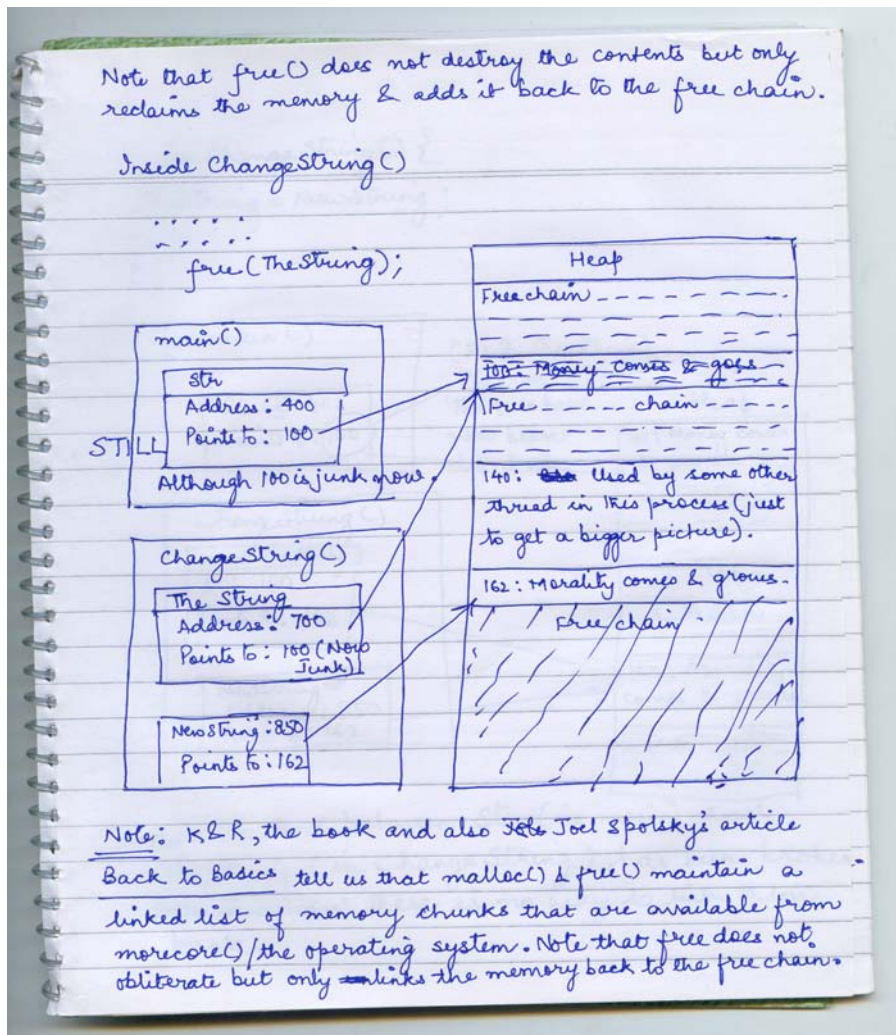 Note that free() does not destroy the contents but only
reclaims the memory & adds it back to the free chain.
Inside ChangeString()
. . . . .
. . . . .
free(TheString);
main()
Str
Address: 400
Points to: 100
STILL
Although 100 is junk now.
ChangeString()
The String
Address: 700
Points to: 100 (Now
Junk)
NewString: 850
Points to: 162
Heap
Free chain
100: Money comes & goes
Free chain
140: Used by some other
thread in this process (just
to get a bigger picture).
162: Morality comes & grows.
Free chain
Note: K&R, the book and also Joel Spolsky's article
Back to Basics tell us that malloc() & free() maintain a
linked list of memory chunks that are available from
morecore()/the operating system. Note that free does not
obliterate but only links the memory back to the free chain.